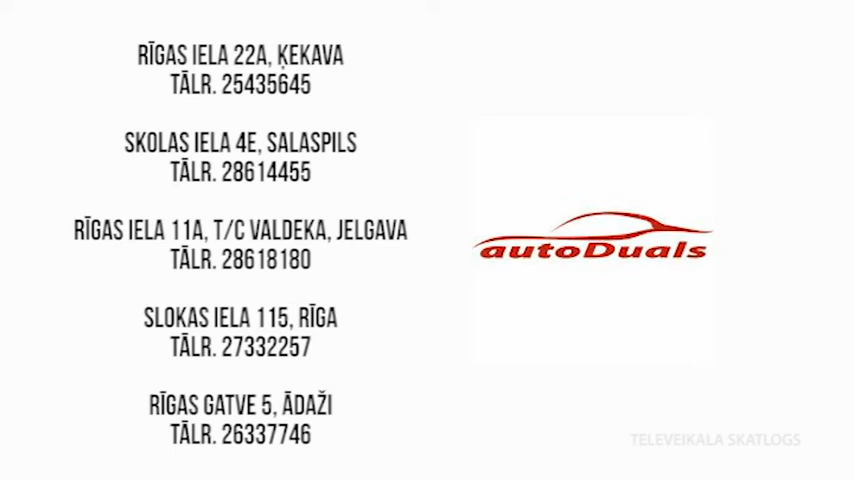 RĪGAS IELA 22A, ĶEKAVA
TĀLR. 25435645
SKOLAS IELA 4E, SALASPILS
TĀLR. 28614455
RĪGAS IELA 11A, T/C VALDEKA, JELGAVA
TĀLR. 28618180
SLOKAS IELA 115, RĪGA
TĀLR. 27332257
RĪGAS GATVE 5, ĀDAŽI
TĀLR. 26337746
autoDuals
TELEVEIKALA SKATLOGS